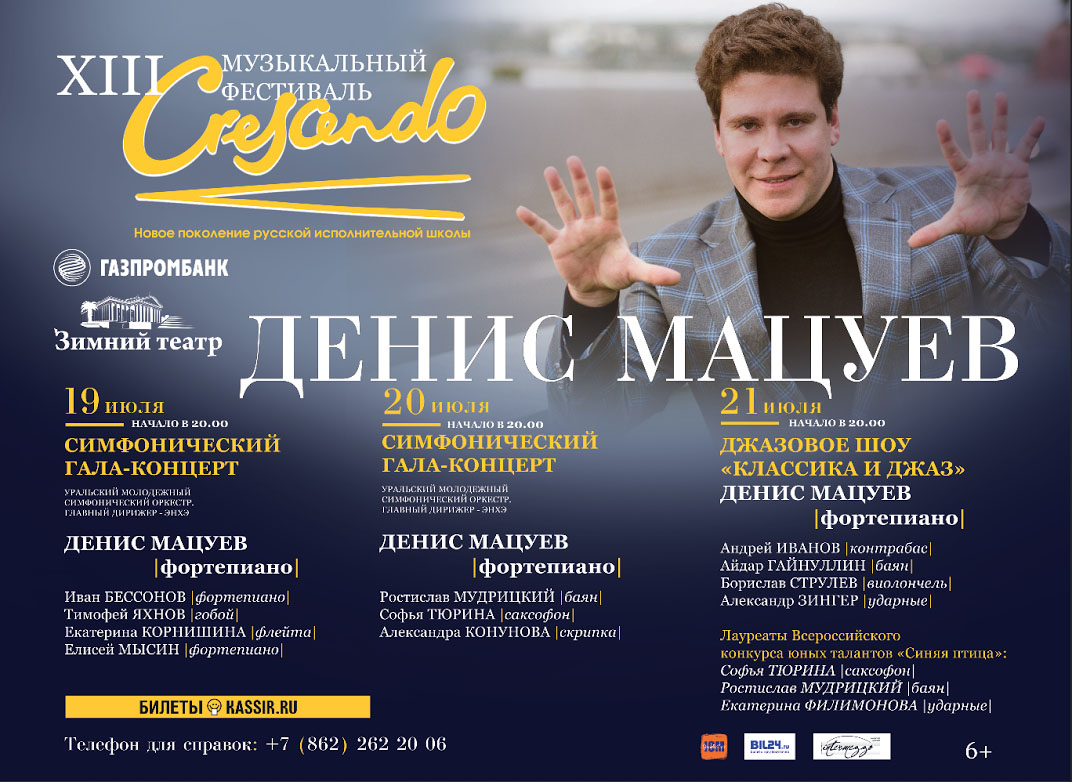 XIII МУЗЫКАЛЬНЫЙ
ФЕСТИВАЛЬ
Crescendo
Новое поколение русской исполнительной школы
ГАЗПРОМБАНК
Зимний театр
ДЕНИС МАЦУЕВ
19 июля
НАЧАЛО В 20.00
СИМФОНИЧЕСКИЙ
ГАЛА-КОНЦЕРТ
УРАЛЬСКИЙ МОЛОДЕЖНЫЙ
СИМФОНИЧЕСКИЙ ОРКЕСТР.
ГЛАВНЫЙ ДИРИЖЕР - ЭНХЭ
ДЕНИС МАЦУЕВ
|фортепиано|
Иван БЕССОНОВ |фортепиано|
Тимофей ЯХНОВ |гобой|
Екатерина КОРНИШИНА |флейта|
Елисей МЫСИН |фортепиано|
20 июля
НАЧАЛО В 20.00
СИМФОНИЧЕСКИЙ
ГАЛА-КОНЦЕРТ
УРАЛЬСКИЙ МОЛОДЕЖНЫЙ
СИМФОНИЧЕСКИЙ ОРКЕСТР.
ГЛАВНЫЙ ДИРИЖЕР - ЭНХЭ
ДЕНИС МАЦУЕВ
|фортепиано|
Ростислав МУДРИЦКИЙ |баян|
Софья ТЮРИНА |саксофон|
Александра КОНУНОВА |скрипка|
21 июля
НАЧАЛО В 20.00
ДЖАЗОВОЕ ШОУ
«КЛАССИКА И ДЖАЗ»
ДЕНИС МАЦУЕВ
|фортепиано|
Андрей ИВАНОВ |контрабас|
Айдар ГАЙНУЛЛИН |баян|
Борислав СТРУЛЕВ |виолончель|
Александр ЗИНГЕР |ударные|
Лауреаты Всероссийского
конкурса юных талантов «Синяя птица»:
Софья ТЮРИНА |саксофон|
Ростислав МУДРИЦКИЙ |баян|
Екатерина ФИЛИМОНОВА |ударные|
БИЛЕТЫ KASSIR.RU
Телефон для справок: +7 (862) 262 20 06
BIL24.ru
intermezzo
6+